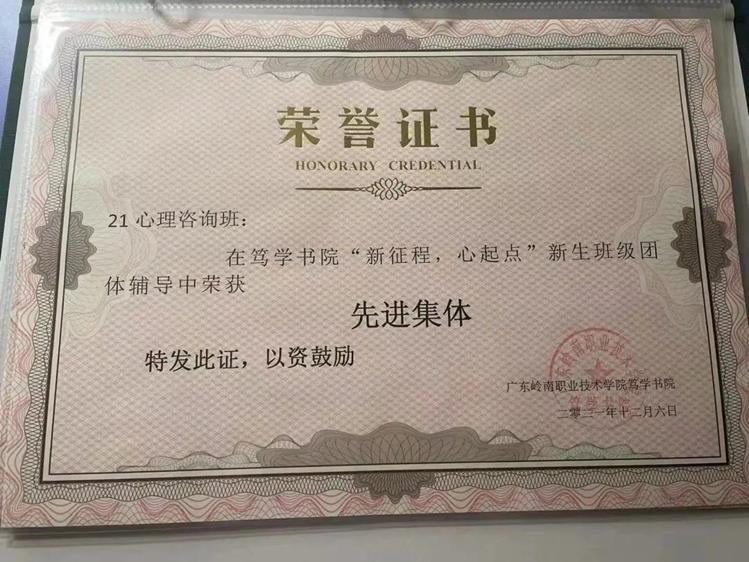 荣誉证书
HONORARY CREDENTIAL
21心理咨询班：
在笃学书院“新征程，心起点”新生班级团
体辅导中荣获
先进集体
特发此证，以资鼓励
广东岭南职业技术学院笃学书院
二零二一年十二月六日